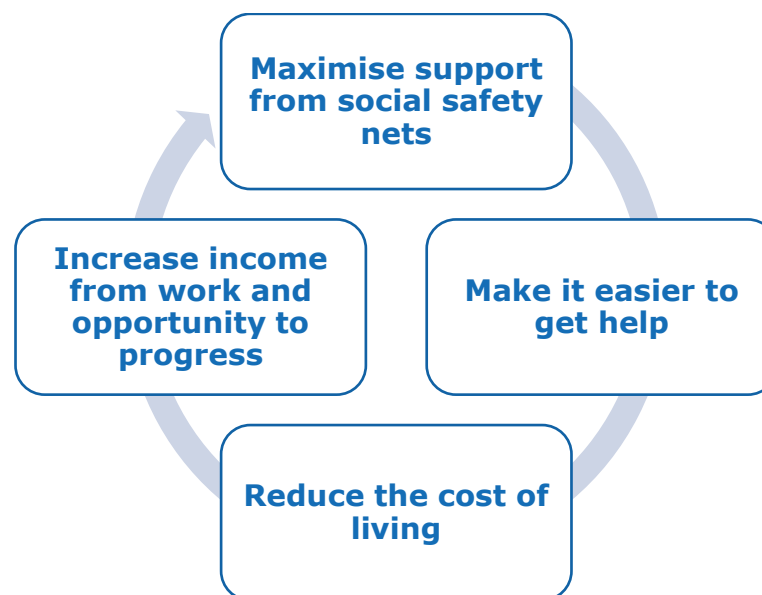 Maximise support
from social safety
nets
Make it easier to
get help
Reduce the cost of
living
Increase income
from work and
opportunity to
progress